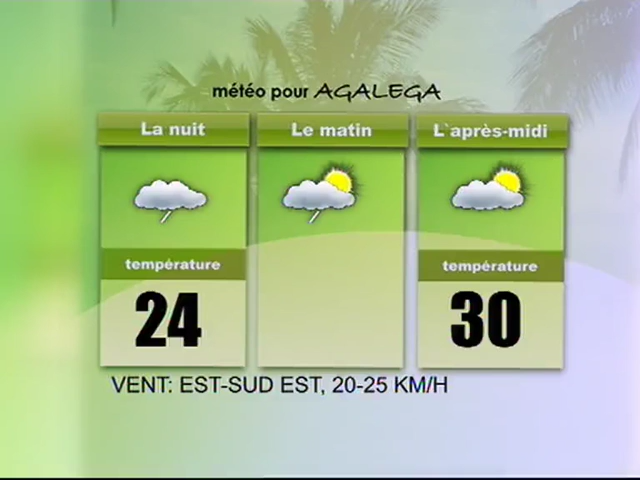 météo pour AGALEGA
La nuit
Le matin
L`après-midi
température
température
24
30
VENT: EST-SUD EST, 20-25 KM/H